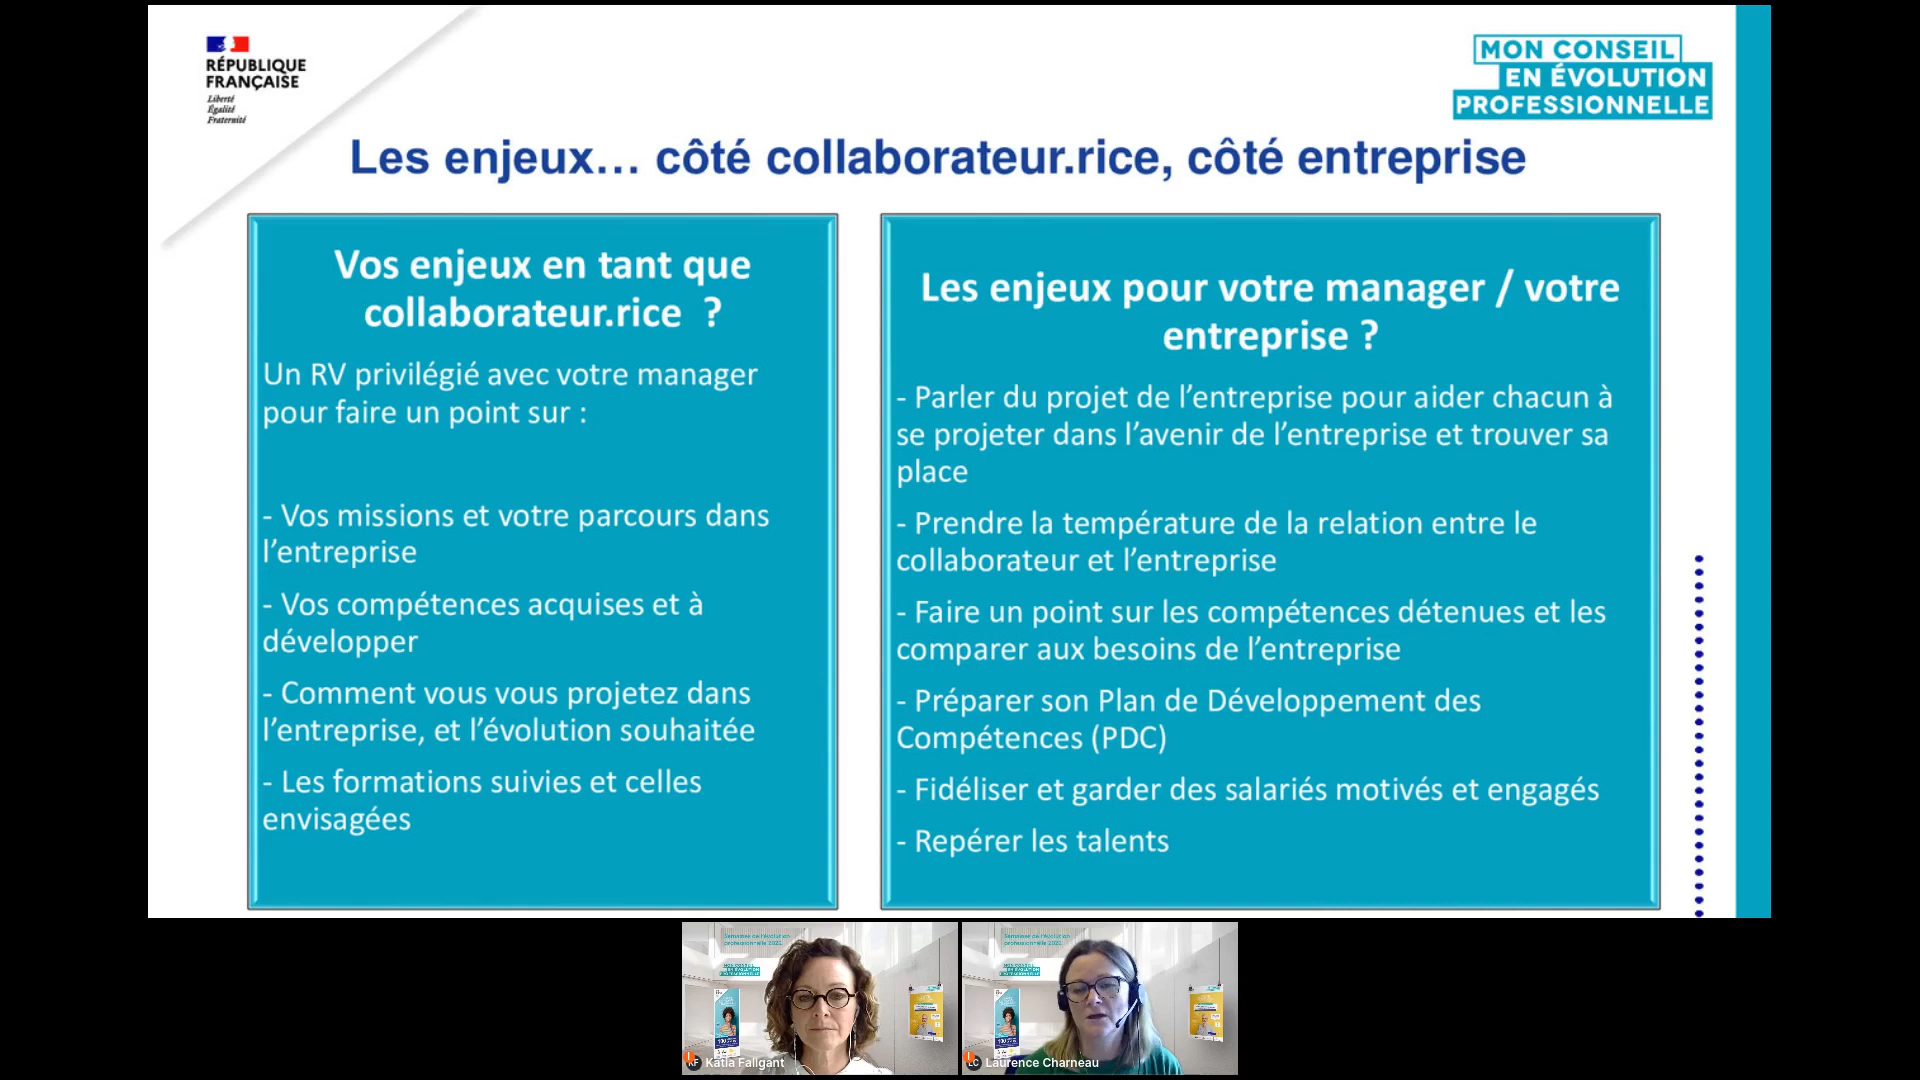 RÉPUBLIQUE
FRANÇAISE
Liberté
Égalité
Fraternité
MON CONSEIL
EN ÉVOLUTION
PROFESSIONNELLE
Les enjeux… côté collaborateur.rice, côté entreprise
Vos enjeux en tant que
collaborateur.rice ?
Un RV privilégié avec votre manager
pour faire un point sur :
- Vos missions et votre parcours dans
l’entreprise
- Vos compétences acquises et à
développer
- Comment vous vous projetez dans
l’entreprise, et l’évolution souhaitée
- Les formations suivies et celles
envisagées
Les enjeux pour votre manager / votre
entreprise ?
- Parler du projet de l’entreprise pour aider chacun à
se projeter dans l’avenir de l’entreprise et trouver sa
place
- Prendre la température de la relation entre le
collaborateur et l’entreprise
- Faire un point sur les compétences détenues et les
comparer aux besoins de l’entreprise
- Préparer son Plan de Développement des
Compétences (PDC)
- Fidéliser et garder des salariés motivés et engagés
- Repérer les talents
Katia Faligant
LC
Laurence Charneau